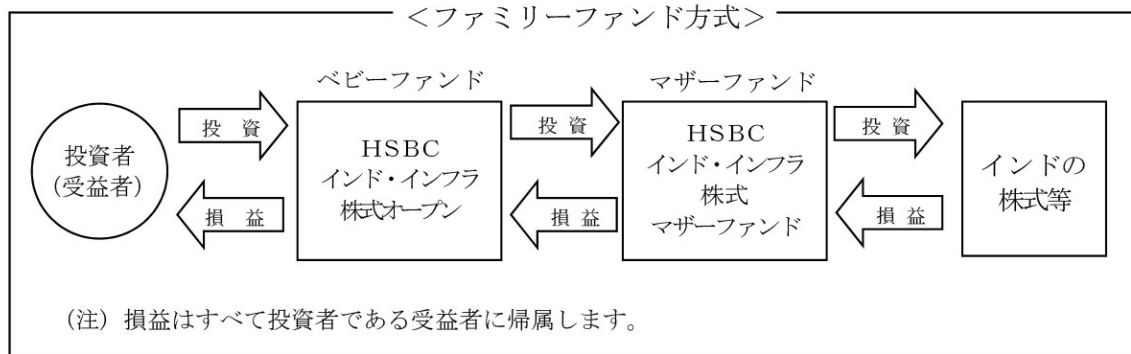 ＜ファミリーファンド方式＞
ベビーファンド
マザーファンド
投資者
（受益者）
投　資
損　益
HSBC
インド・インフラ
株式オープン
投 資
損 益
HSBC
インド・インフラ
株式
マザーファンド
投 資
損 益
インドの
株式等
（注）損益はすべて投資者である受益者に帰属します。